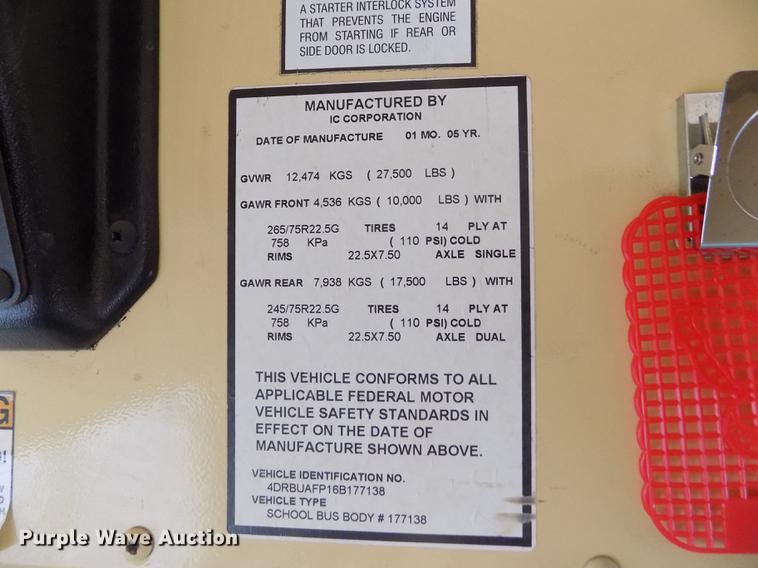 A STARTER INTERLOCK SYSTEM
THAT PREVENTS THE ENGINE
FROM STARTING IF REAR OR
SIDE DOOR IS LOCKED.
MANUFACTURED BY
IC CORPORATION
DATE OF MANUFACTURE 01 MO. 05 YR.
GVWR 12,474 KGS ( 27,500 LBS )
GAWR FRONT 4,536 KGS ( 10,000 LBS ) WITH
265/75R22.5G TIRES 14 PLY AT
758 KPa ( 110 PSI) COLD
RIMS 22.5X7.50 AXLE SINGLE
GAWR REAR 7,938 KGS ( 17,500 LBS ) WITH
245/75R22.5G TIRES 14 PLY AT
758 KPa ( 110 PSI) COLD
RIMS 22.5X7.50 AXLE DUAL
THIS VEHICLE CONFORMS TO ALL
APPLICABLE FEDERAL MOTOR
VEHICLE SAFETY STANDARDS IN
EFFECT ON THE DATE OF
MANUFACTURE SHOWN ABOVE.
VEHICLE IDENTIFICATION NO.
4DRBUAFP16B177138
VEHICLE TYPE
SCHOOL BUS BODY # 177138
Purple Wave Auction